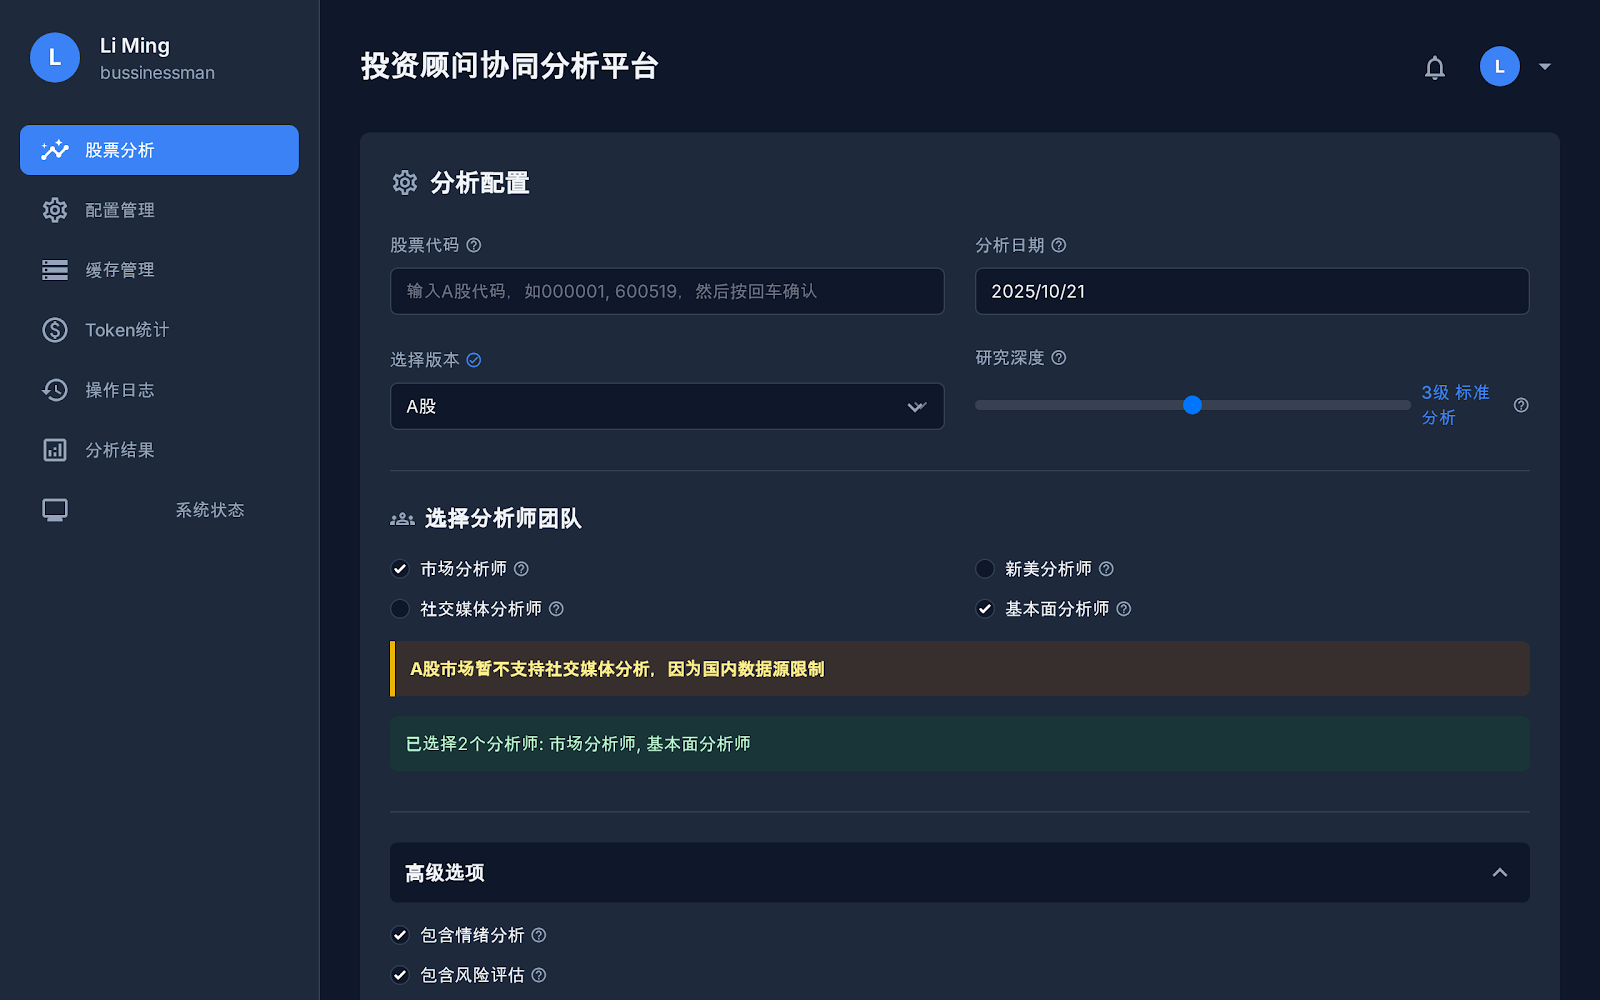 L
Li Ming
bussinessman
股票分析
配置管理
缓存管理
Token统计
操作日志
分析结果
系统状态
投资顾问协同分析平台
L
分析配置
股票代码
输入A股代码，如000001, 600519，然后按回车确认
分析日期
2025/10/21
选择版本
A股
研究深度
3级 标准
分析
选择分析师团队
市场分析师
新美分析师
社交媒体分析师
基本面分析师
A股市场暂不支持社交媒体分析，因为国内数据源限制
已选择2个分析师: 市场分析师, 基本面分析师
高级选项
包含情绪分析
包含风险评估